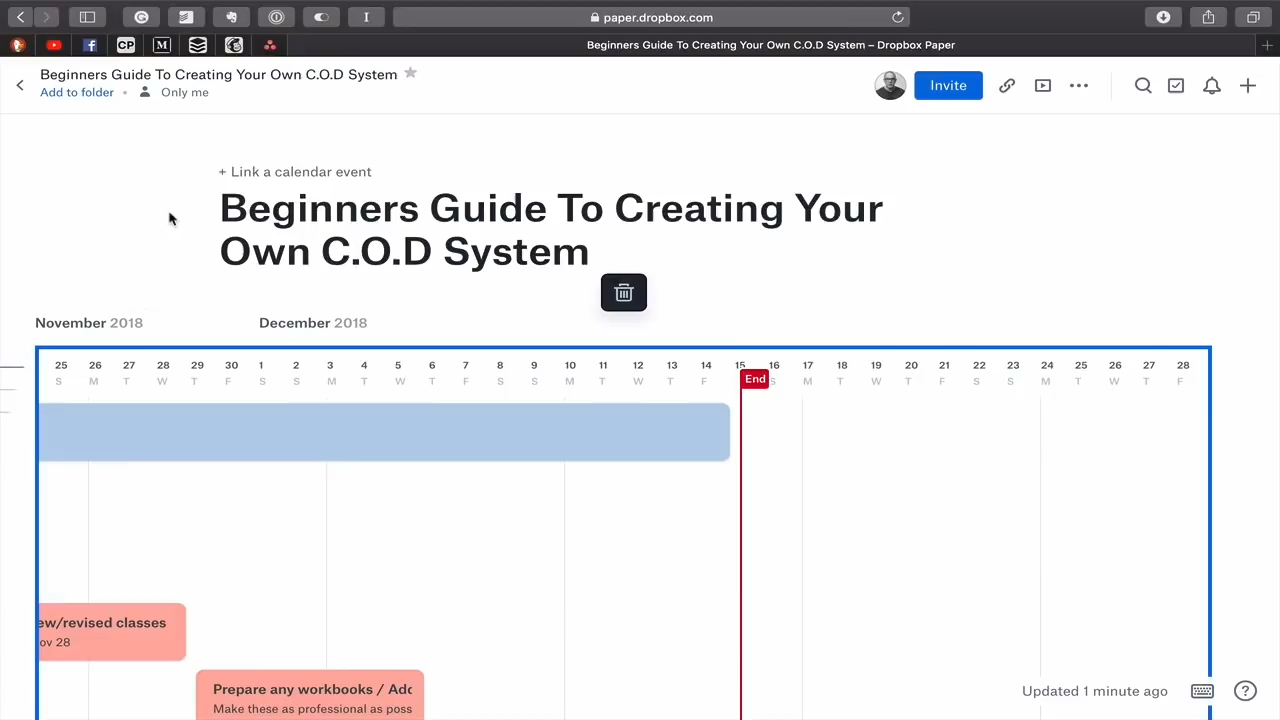 paper.dropbox.com
CP
M
Beginners Guide To Creating Your Own C.O.D System – Dropbox Paper
Beginners Guide To Creating Your Own C.O.D System
Add to folder • Only me
Invite
+ Link a calendar event
Beginners Guide To Creating Your
Own C.O.D System
November 2018 December 2018
25 26 27 28 29 30 1 2 3 4 5 6 7 8 9 10 11 12 13 14 15 16 17 18 19 20 21 22 23 24 25 26 27 28
S M T W T F S S M T W T F S S M T W T F S M T W T F S S M T W T F
End
ew/revised classes
ov 28
Prepare any workbooks / Add
Make these as professional as poss
Updated 1 minute ago